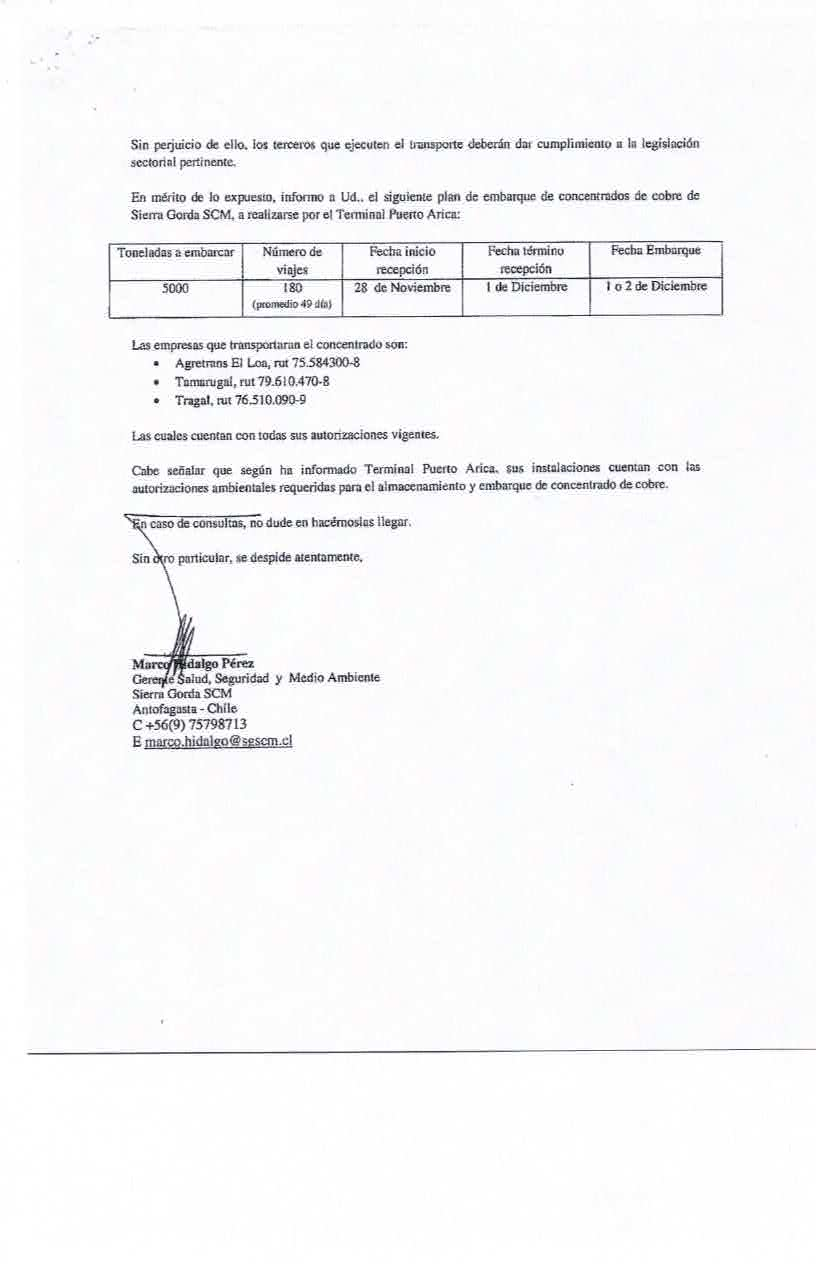 Sin perjuicio de ello, los terceros que ejecuten el transporte deberán dar cumplimiento a la legislación
sectorial pertinente.
En mérito de lo expuesto, informo a Ud., el siguiente plan de embarque de concentrados de cobre de
Sierra Gorda SCM, a realizarse por el Terminal Puerto Arica:
Toneladas a embarcar Número de viajes Fecha inicio recepción Fecha término recepción Fecha Embarque
5000 180 (promedio 49 día) 28 de Noviembre 1 de Diciembre 1 o 2 de Diciembre
Las empresas que transportaran el concentrado son:
• Agretrans El Loa, rut 75.584300-8
• Tamarugal, rut 79.610.470-8
• Tragal, rut 76.510.090-9
Las cuales cuentan con todas sus autorizaciones vigentes.
Cabe señalar que según ha informado Terminal Puerto Arica, sus instalaciones cuentan con las
autorizaciones ambientales requeridas para el almacenamiento y embarque de concentrado de cobre.
En caso de consultas, no dude en hacérnoslas llegar.
Sin otro particular, se despide atentamente,
Marco Hidalgo Pérez
Gerente Salud, Seguridad y Medio Ambiente
Sierra Gorda SCM
Antofagasta - Chile
C +56(9) 75798713
E marco.hidalgo@sgscm.cl